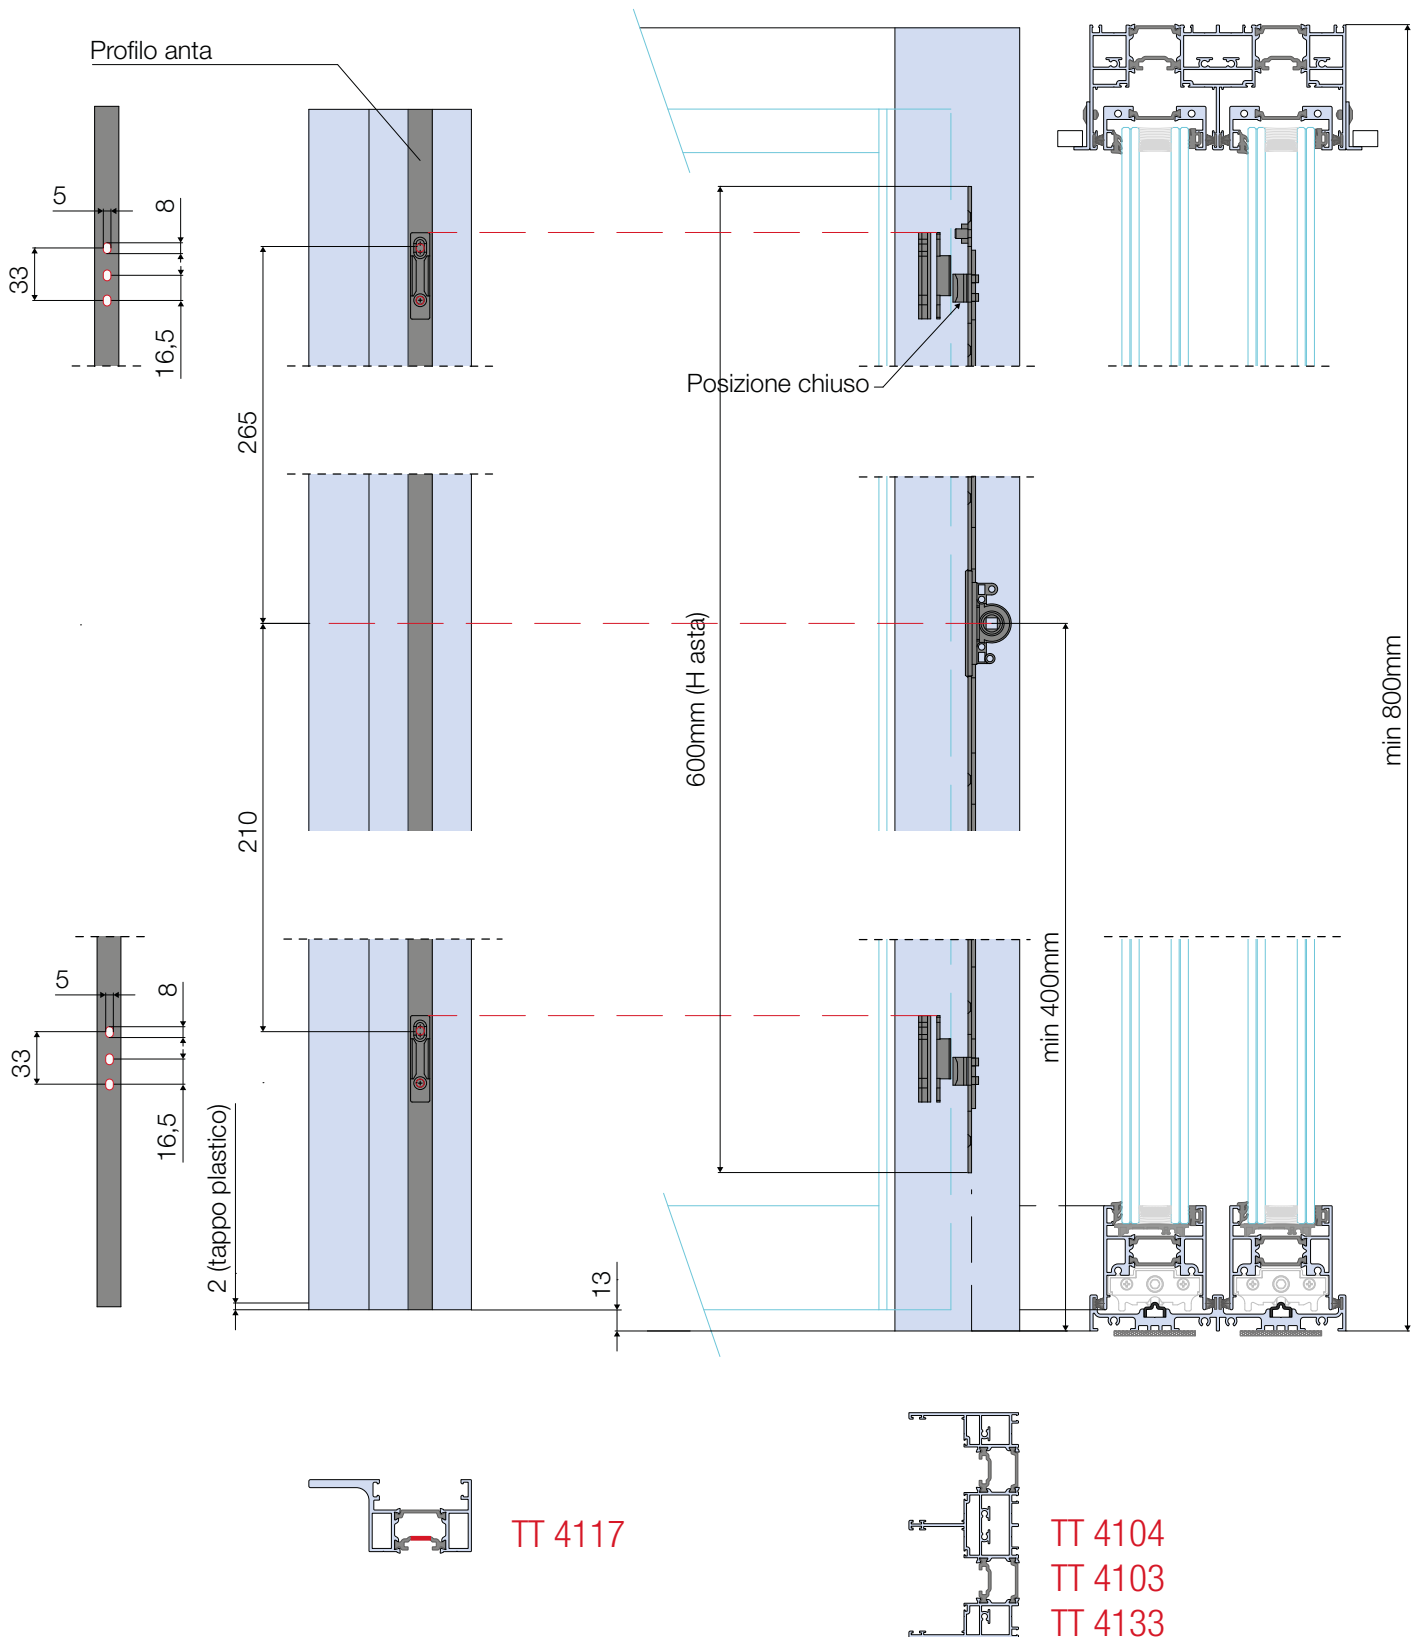 Profilo anta
5
8
33
16,5
265
Posizione chiuso
600mm (H asta)
min 800mm
210
min 400mm
5
8
33
16,5
2 (tappo plastico)
13
TT 4117
TT 4104
TT 4103
TT 4133